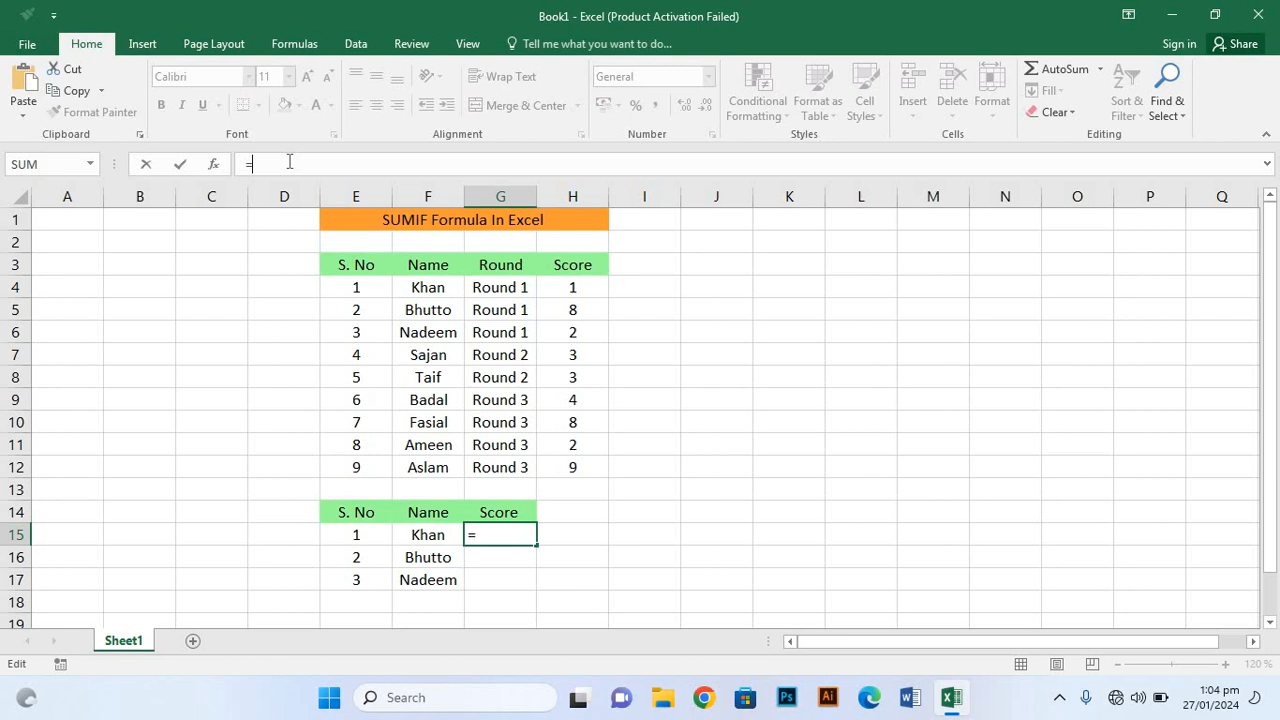 Book1 - Excel (Product Activation Failed)
File Home Insert Page Layout Formulas Data Review View Tell me what you want to do... Sign in Share
Cut
Copy
Format Painter
Paste
Clipboard
Calibri 11
B I U
Font
Wrap Text
Merge & Center
Alignment
General
%
Number
Conditional Formatting
Format as Table
Cell Styles
Styles
Insert Delete Format
Cells
AutoSum
Fill
Clear
Sort & Filter
Find & Select
Editing
SUM fx =
A B C D E F G H I J K L M N O P Q
1 SUMIF Formula In Excel
2
3 S. No Name Round Score
4 1 Khan Round 1 1
5 2 Bhutto Round 1 8
6 3 Nadeem Round 1 2
7 4 Sajan Round 2 3
8 5 Taif Round 2 3
9 6 Badal Round 3 4
10 7 Fasial Round 3 8
11 8 Ameen Round 3 2
12 9 Aslam Round 3 9
13
14 S. No Name Score
15 1 Khan =
16 2 Bhutto
17 3 Nadeem
18
19
Sheet1
Edit 120 %
Search
Ps Ai
1:04 pm
27/01/2024